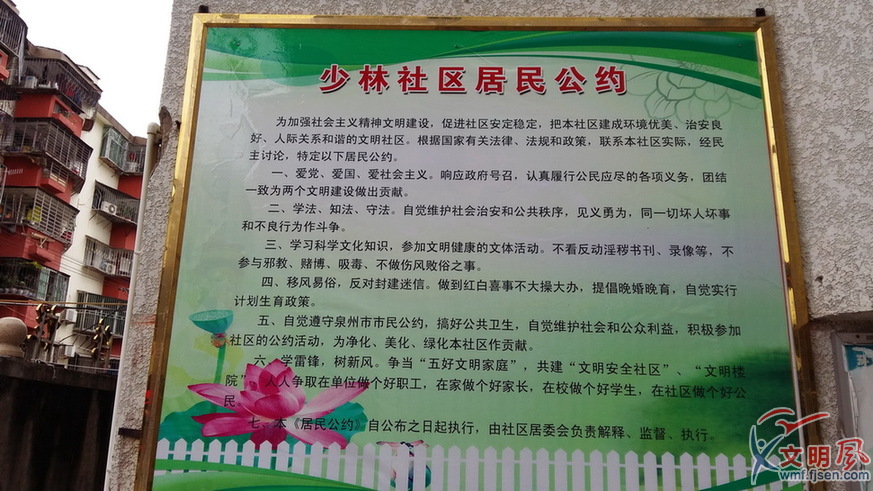 少林社区居民公约
为加强社会主义精神文明建设，促进社区安定稳定，把本社区建成环境优美、治安良
好、人际关系和谐的文明社区。根据国家有关法律、法规和政策，联系本社区实际，经民
主讨论，特定以下居民公约。
一、爱党、爱国、爱社会主义。响应政府号召，认真履行公民应尽的各项义务，团结
一致为两个文明建设做出贡献。
二、学法、知法、守法。自觉维护社会治安和公共秩序，见义勇为，同一切坏人坏事
和不良行为作斗争。
三、学习科学文化知识，参加文明健康的文体活动。不看反动淫秽书刊、录像等，不
参与邪教、赌博、吸毒、不做伤风败俗之事。
四、移风易俗，反对封建迷信。做到红白喜事不大操大办，提倡晚婚晚育，自觉实行
计划生育政策。
五、自觉遵守泉州市市民公约，搞好公共卫生，自觉维护社会和公众利益，积极参加
社区的公约活动，为净化、美化、绿化本社区作贡献。
六、学雷锋，树新风。争当“五好文明家庭”，共建“文明安全社区”、“文明楼
院”，人人争取在单位做个好职工，在家做个好家长，在校做个好学生，在社区做个好公
民。
七、本《居民公约》自公布之日起执行，由社区居委会负责解释、监督、执行。
文明风
wmf.fjsen.com